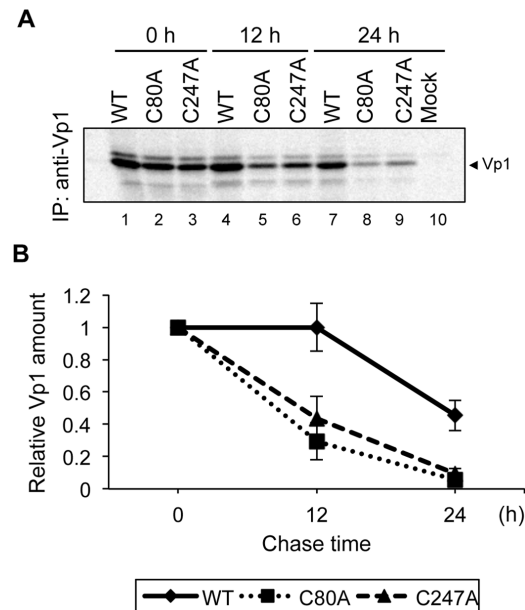 A
0 h 12 h 24 h
WT C80A C247A WT C80A C247A WT C80A C247A Mock
IP: anti-Vp1
◄Vp1
1 2 3 4 5 6 7 8 9 10
B
Relative Vp1 amount
1.2
1
0.8
0.6
0.4
0.2
0
0 12 24 (h)
Chase time
WT C80A C247A